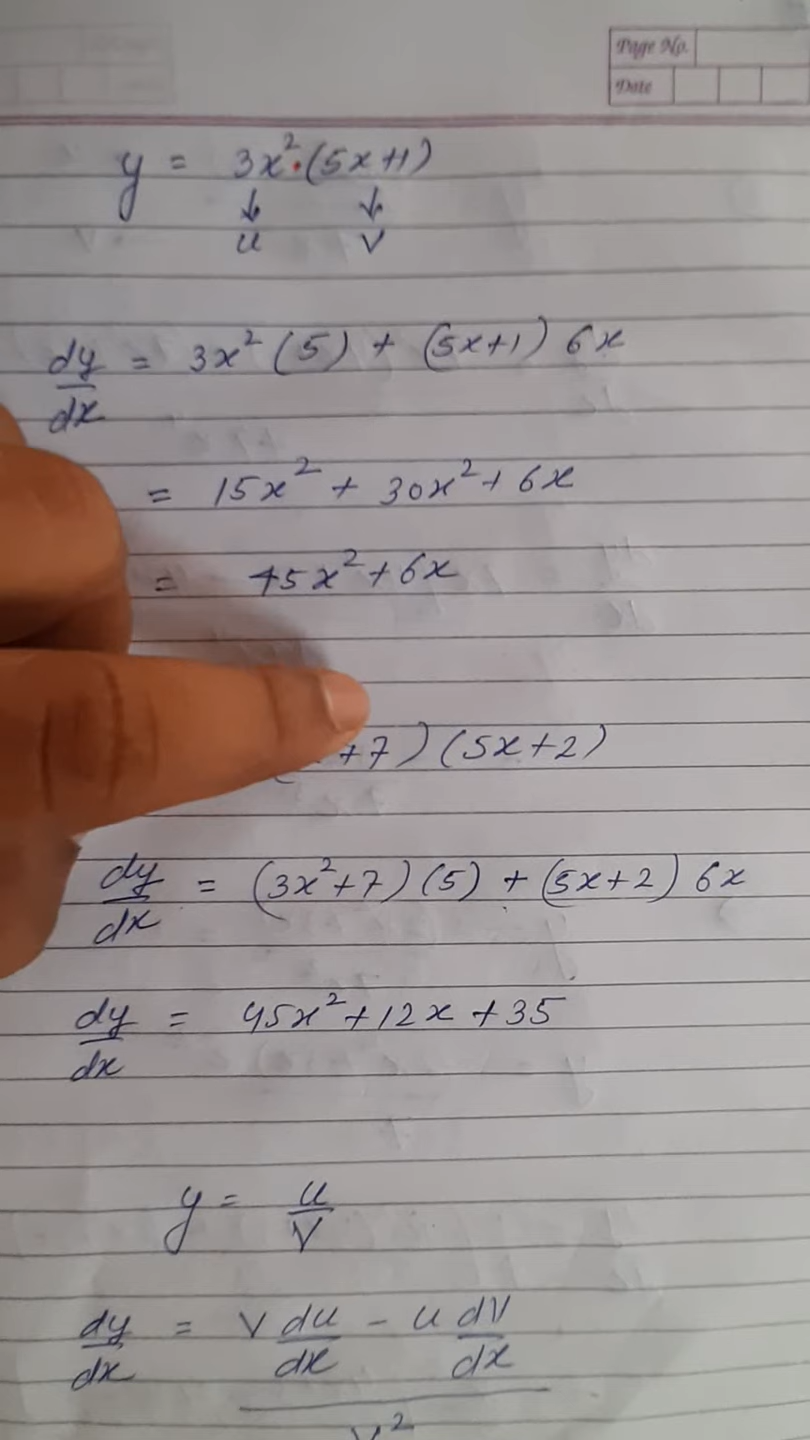 Page No.
Date
y = 3x²·(5x+1)
↓ ↓
u v
dy/dx = 3x²(5) + (5x+1) 6x
= 15x² + 30x² + 6x
= 45x² + 6x
+7) (5x+2)
dy/dx = (3x²+7)(5) + (5x+2) 6x
dy/dx = 45x² + 12x + 35
y = u/v
dy/dx = v du/dx - u dv/dx
v²